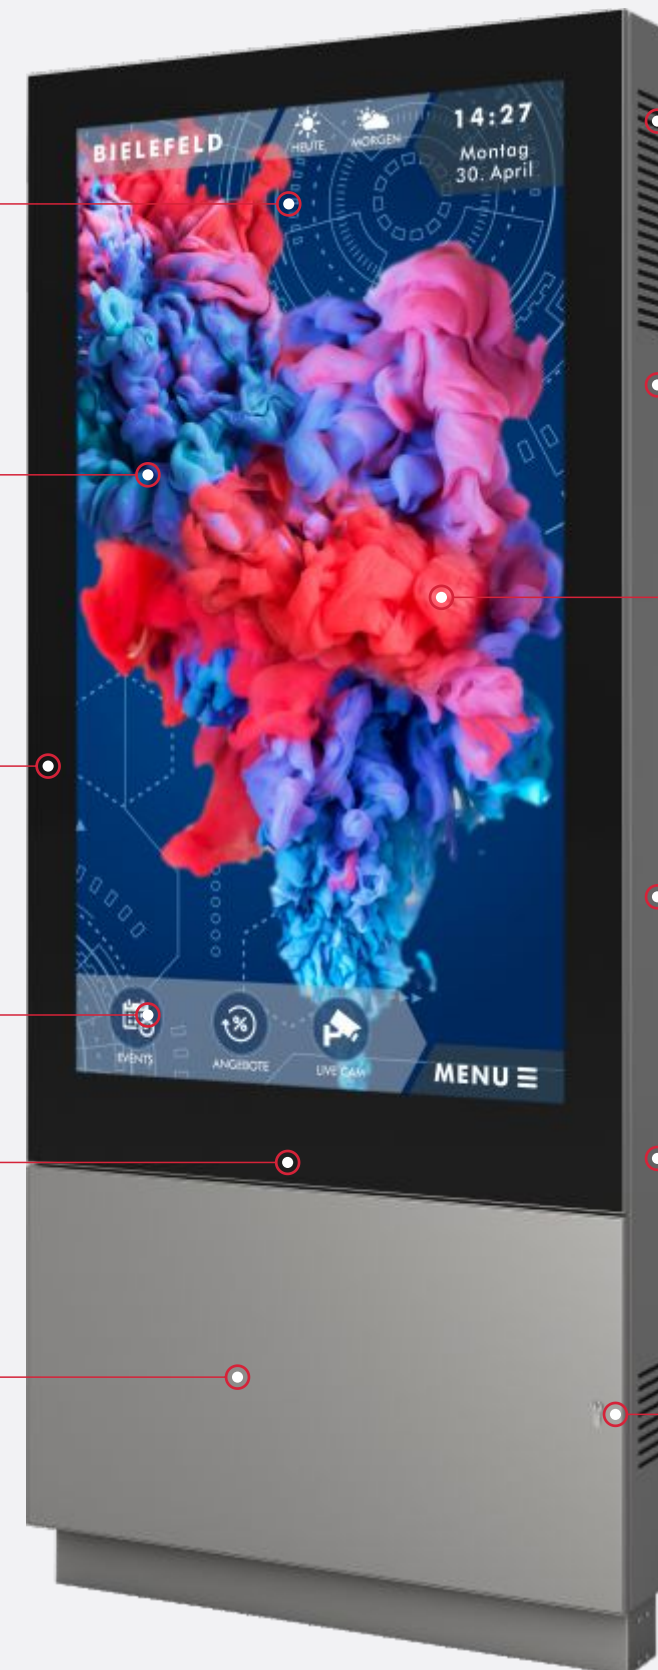 BIELEFELD
HEUTE
MORGEN
14:27
Montag
30. April
EVENTS
%
ANGEBOTE
LIVE CAM
MENU